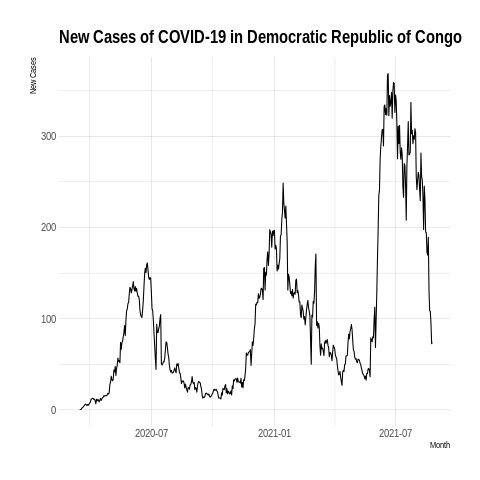 New Cases of COVID-19 in Democratic Republic of Congo
New Cases
300
200
100
0
2020-07 2021-01 2021-07
Month